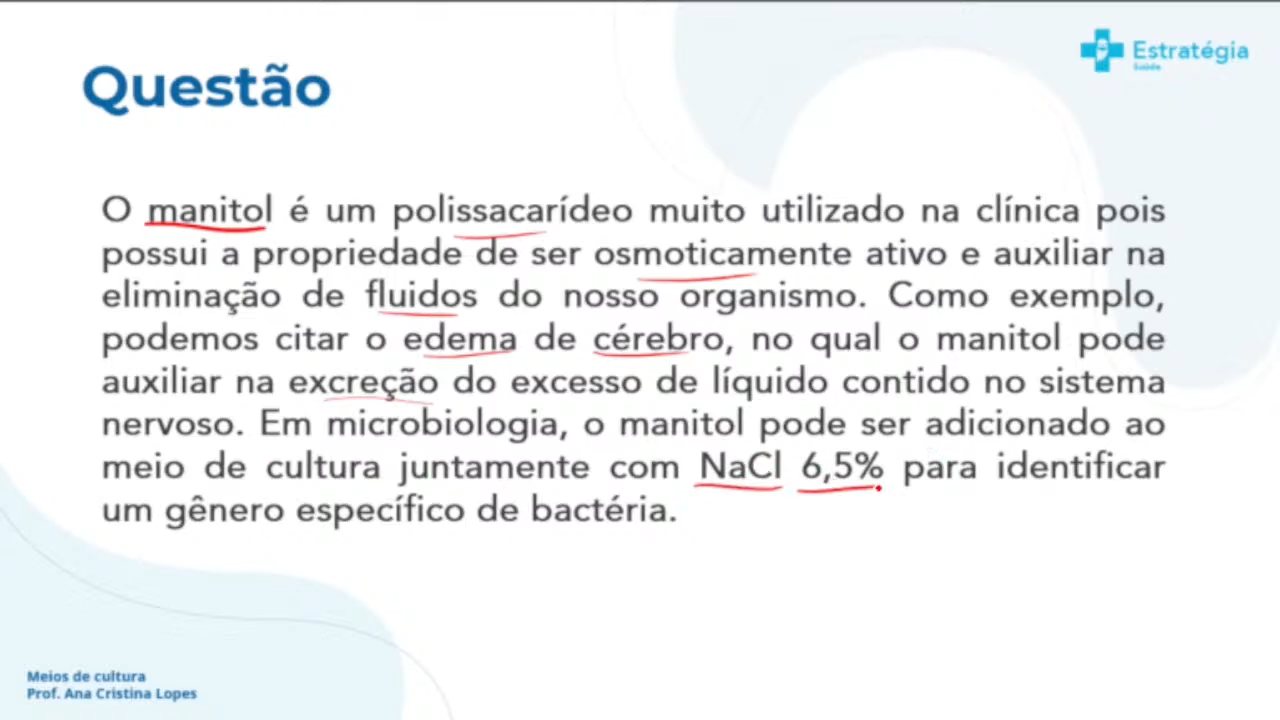 Estratégia
Saúde
Questão
O manitol é um polissacarídeo muito utilizado na clínica pois
possui a propriedade de ser osmoticamente ativo e auxiliar na
eliminação de fluidos do nosso organismo. Como exemplo,
podemos citar o edema de cérebro, no qual o manitol pode
auxiliar na excreção do excesso de líquido contido no sistema
nervoso. Em microbiologia, o manitol pode ser adicionado ao
meio de cultura juntamente com NaCl 6,5% para identificar
um gênero específico de bactéria.
Meios de cultura
Prof. Ana Cristina Lopes